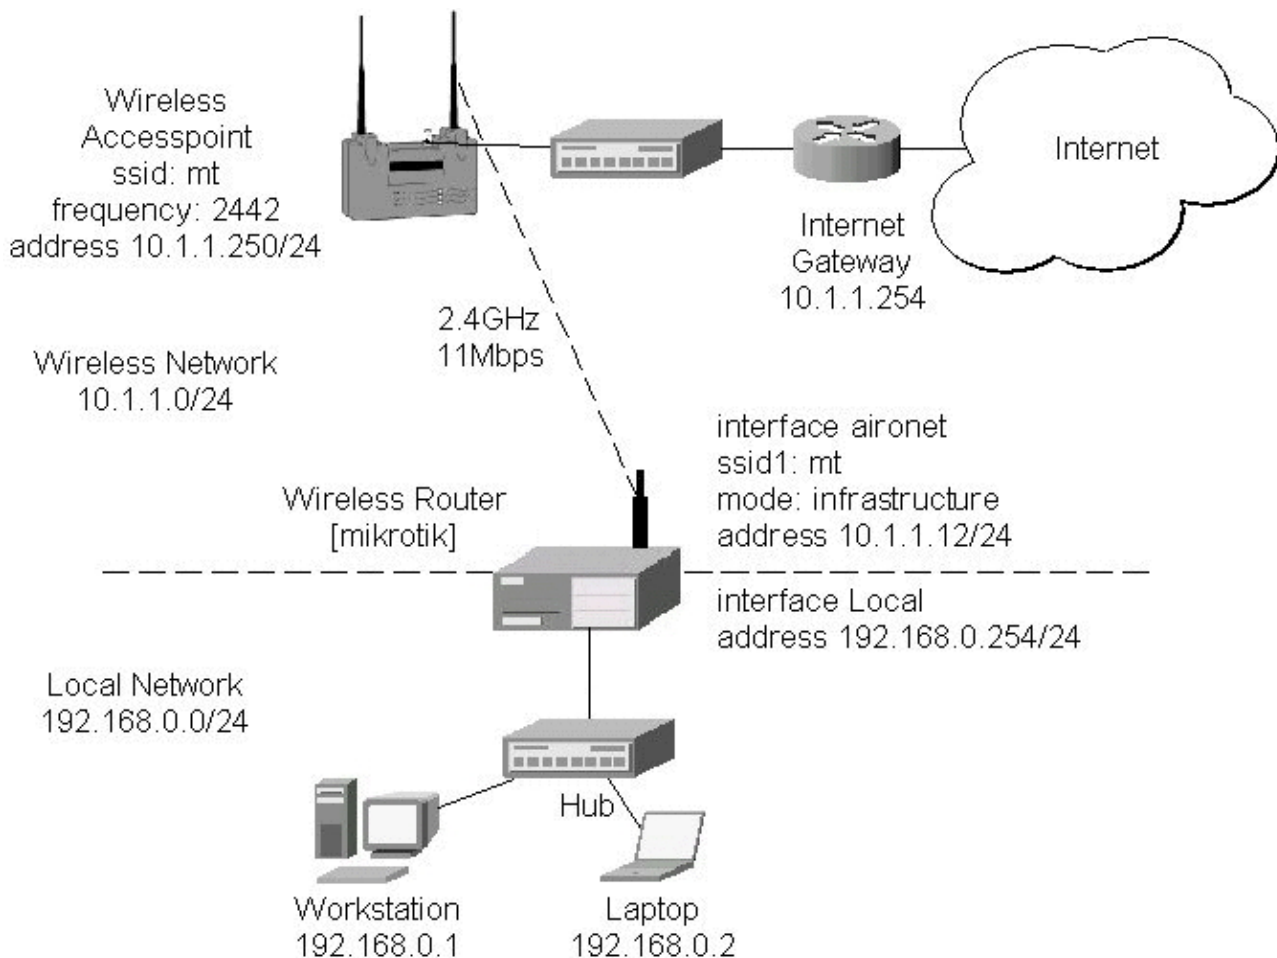 Wireless
Accesspoint
ssid: mt
frequency: 2442
address 10.1.1.250/24
Internet
Internet
Gateway
10.1.1.254
2.4GHz
11Mbps
Wireless Network
10.1.1.0/24
interface aironet
ssid1: mt
mode: infrastructure
address 10.1.1.12/24
Wireless Router
[mikrotik]
interface Local
address 192.168.0.254/24
Local Network
192.168.0.0/24
Hub
Workstation
192.168.0.1
Laptop
192.168.0.2